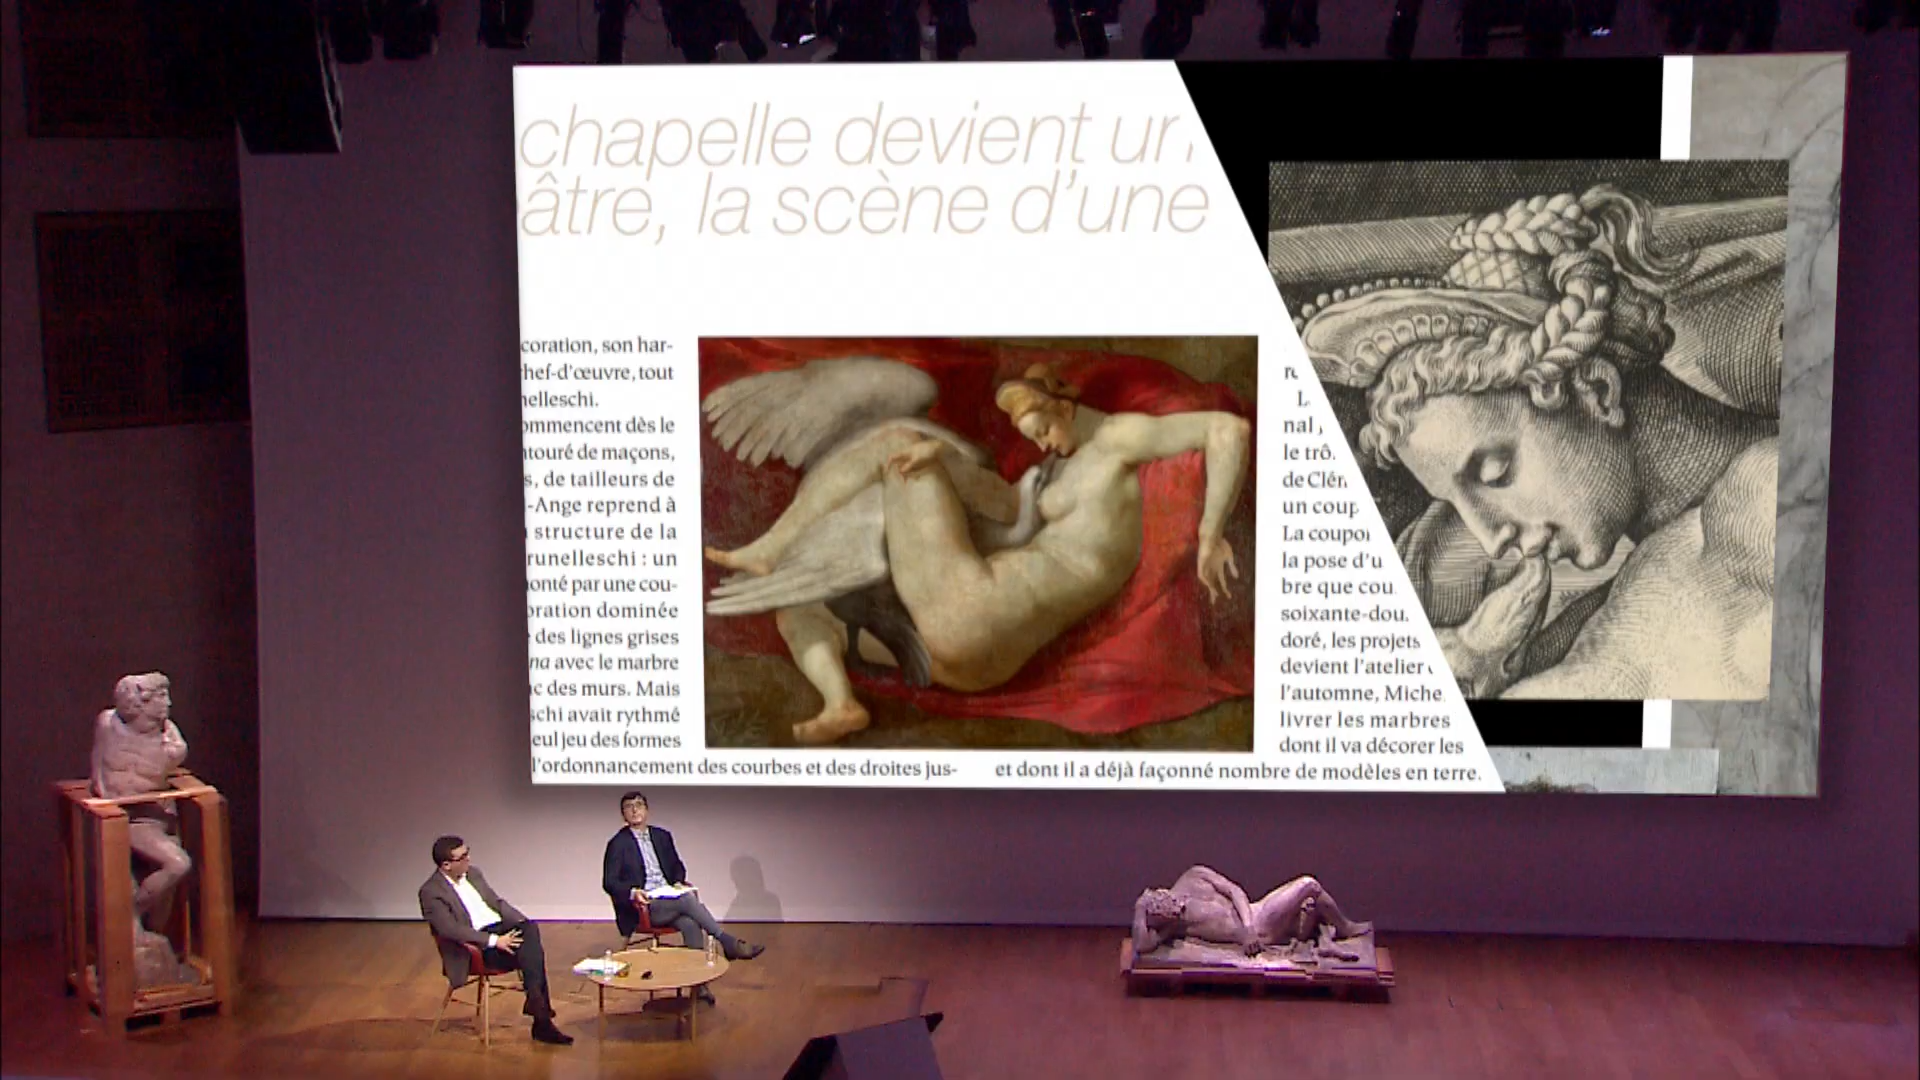 chapelle devient un
âtre, la scène d'une
coration, son har-
hef-d'œuvre, tout
nelleschi.
ommencent dès le
touré de maçons,
s, de tailleurs de
-Ange reprend à
structure de la
runelleschi : un
onté par une cou-
oration dominée
des lignes grises
na avec le marbre
c des murs. Mais
schi avait rythmé
eul jeu des formes
l'ordonnancement des courbes et des droites jus-
L
nal
le trô
de Clém
un coup
La coupol
la pose d'u
bre que cou
soixante-dou
doré, les projets
devient l'atelier
l'automne, Miche
livrer les marbres
dont il va décorer les
et dont il a déjà façonné nombre de modèles en terre.